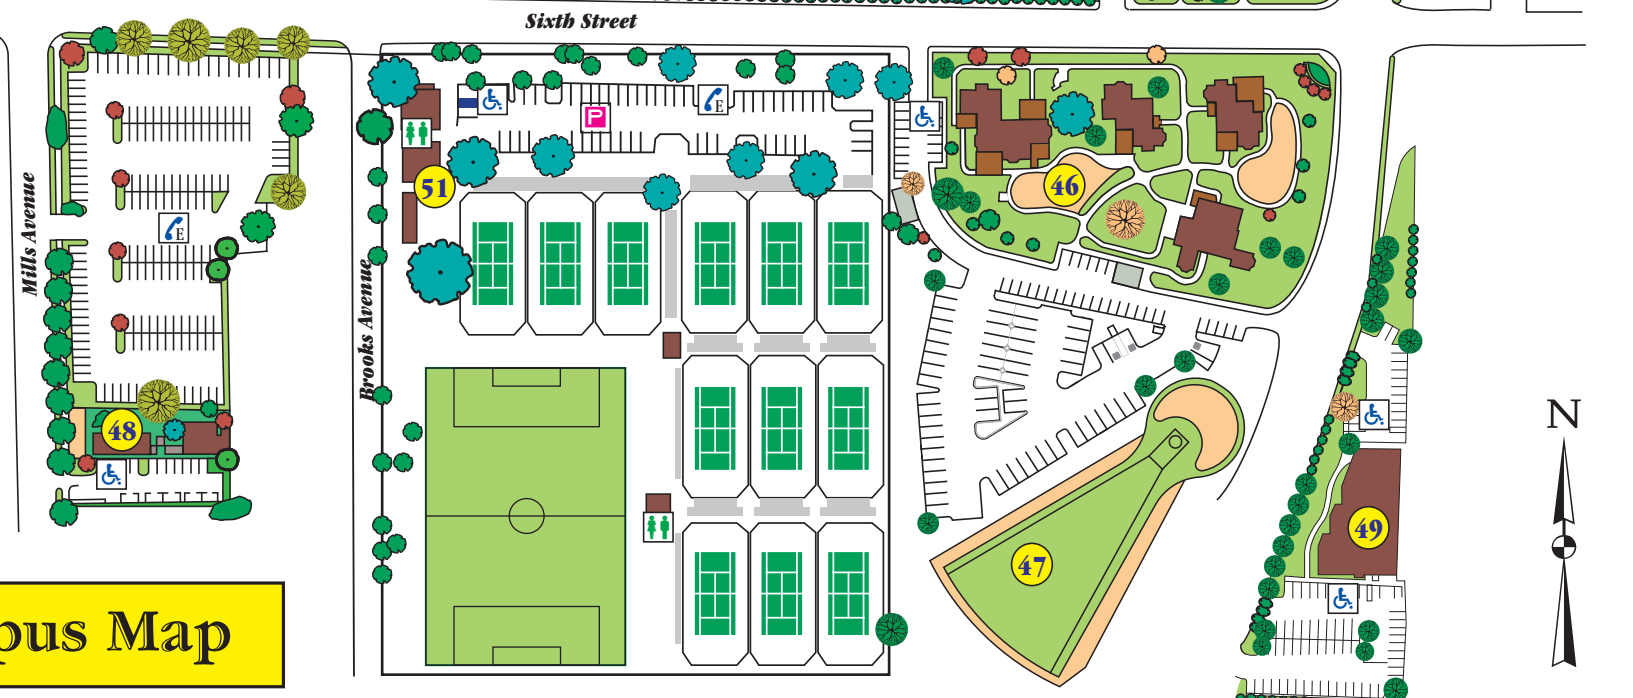 Sixth Street
Mills Avenue
Brooks Avenue
P
E
E
51
46
48
47
49
N
pus Map